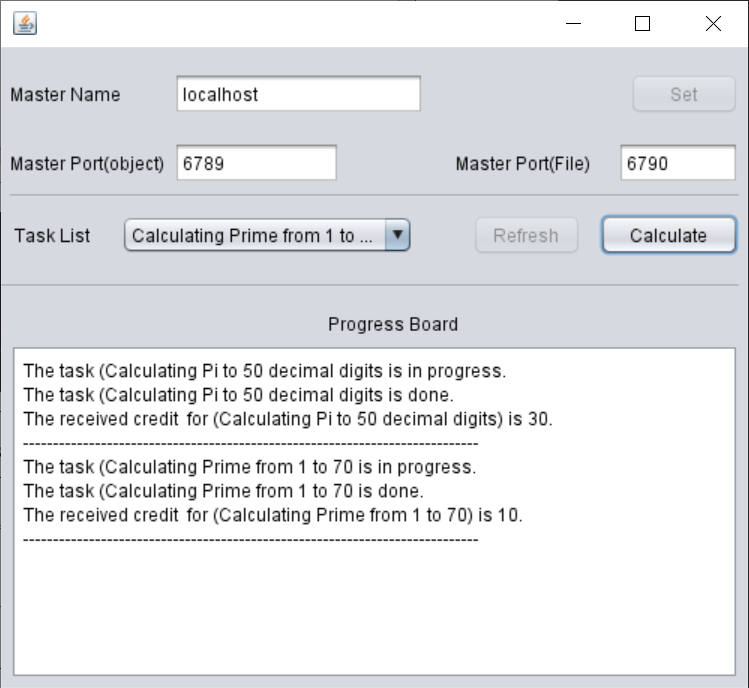 Master Name localhost Set
Master Port(object) 6789 Master Port(File) 6790
Task List Calculating Prime from 1 to ... Refresh Calculate
Progress Board
The task (Calculating Pi to 50 decimal digits is in progress.
The task (Calculating Pi to 50 decimal digits is done.
The received credit for (Calculating Pi to 50 decimal digits) is 30.
----------------------------------------------------------------------------
The task (Calculating Prime from 1 to 70 is in progress.
The task (Calculating Prime from 1 to 70 is done.
The received credit for (Calculating Prime from 1 to 70) is 10.
----------------------------------------------------------------------------